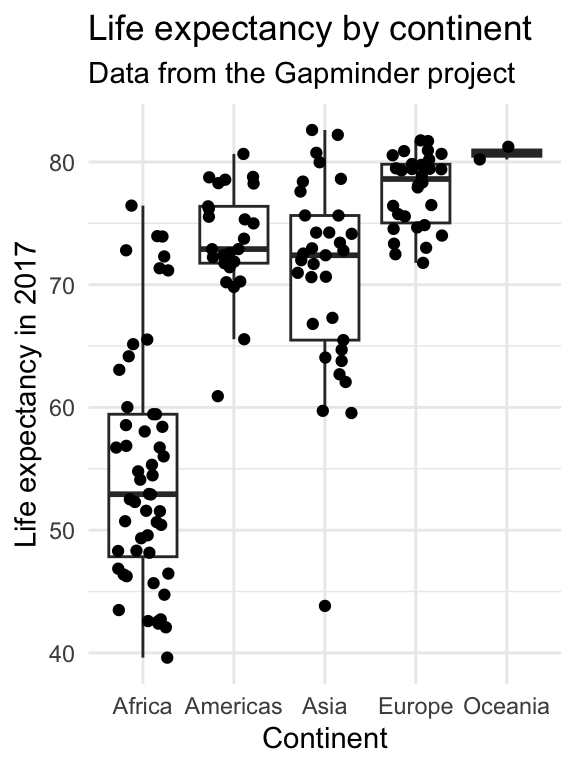 Life expectancy by continent
Data from the Gapminder project
Life expectancy in 2017
80
70
60
50
40
Africa Americas Asia Europe Oceania
Continent